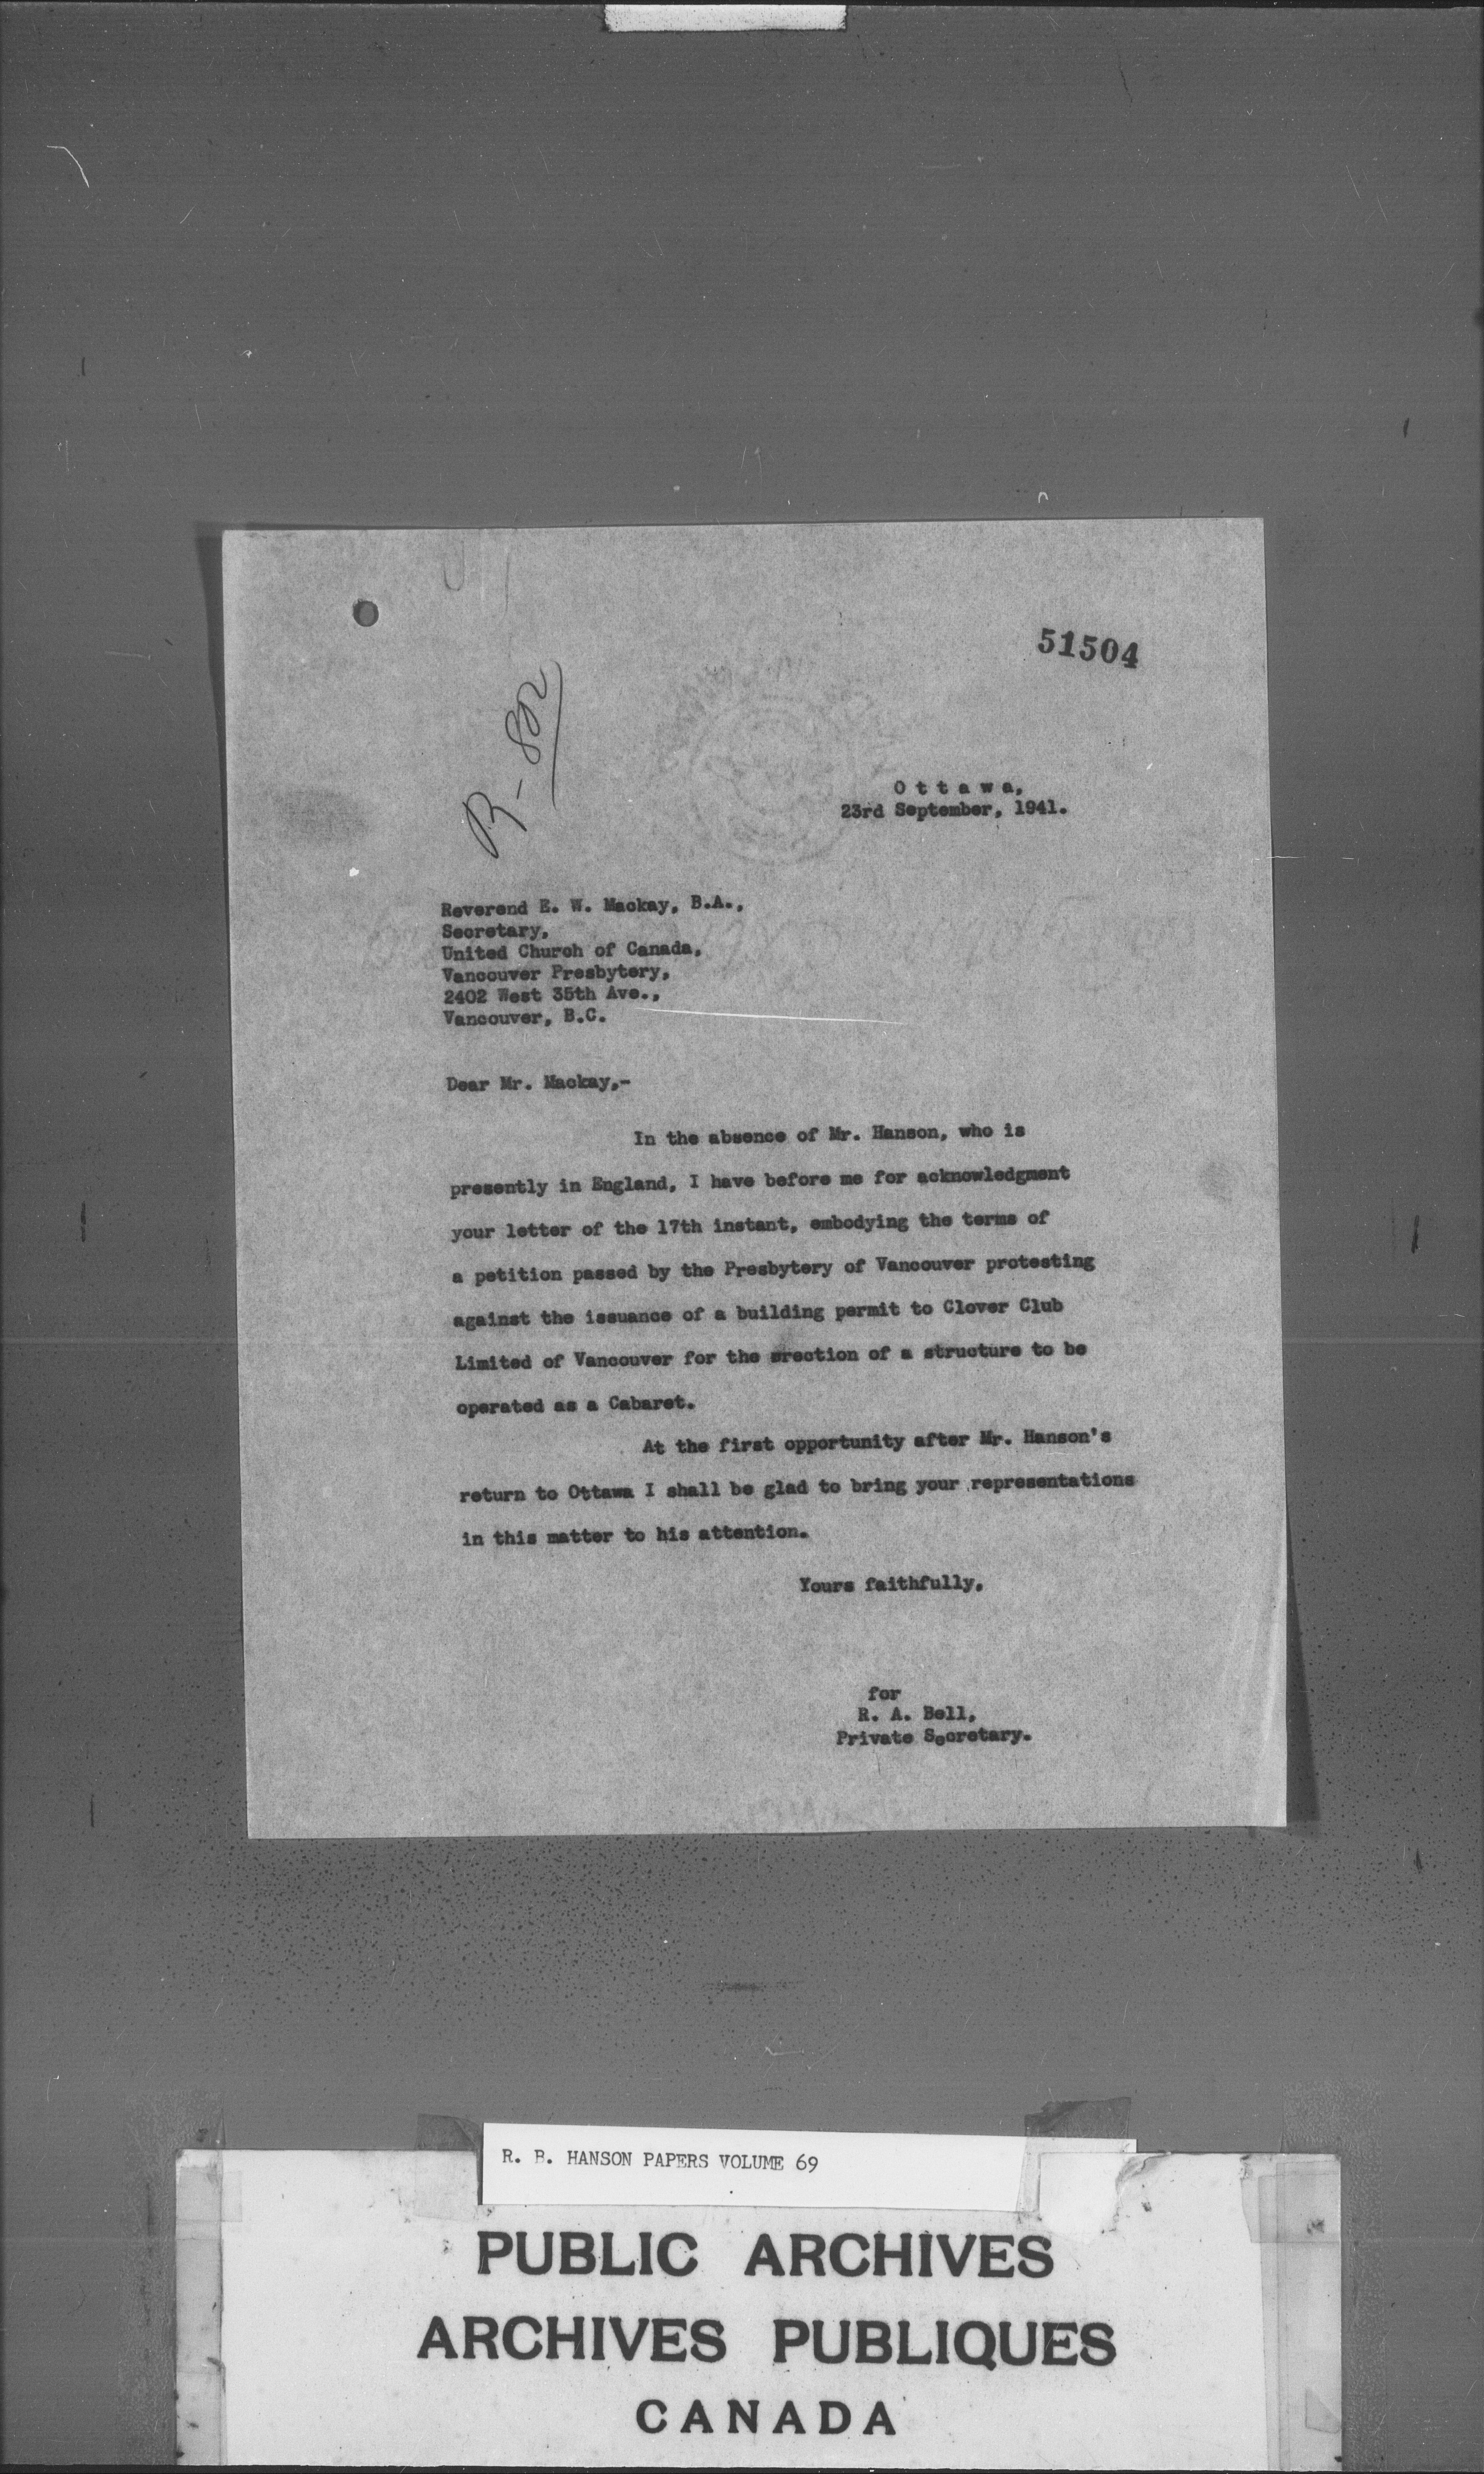 51504
B-802
Ottawa,
23rd September, 1941.
Reverend E. W. Mackay, B.A.,
Secretary,
United Church of Canada,
Vancouver Presbytery,
2402 West 35th Ave.,
Vancouver, B.C.
Dear Mr. Mackay,-
In the absence of Mr. Hanson, who is
presently in England, I have before me for acknowledgment
your letter of the 17th instant, embodying the terms of
a petition passed by the Presbytery of Vancouver protesting
against the issuance of a building permit to Clover Club
Limited of Vancouver for the erection of a structure to be
operated as a Cabaret.
At the first opportunity after Mr. Hanson's
return to Ottawa I shall be glad to bring your representations
in this matter to his attention.
Yours faithfully,
for
R. A. Bell,
Private Secretary.
R. B. HANSON PAPERS VOLUME 69
PUBLIC ARCHIVES
ARCHIVES PUBLIQUES
CANADA